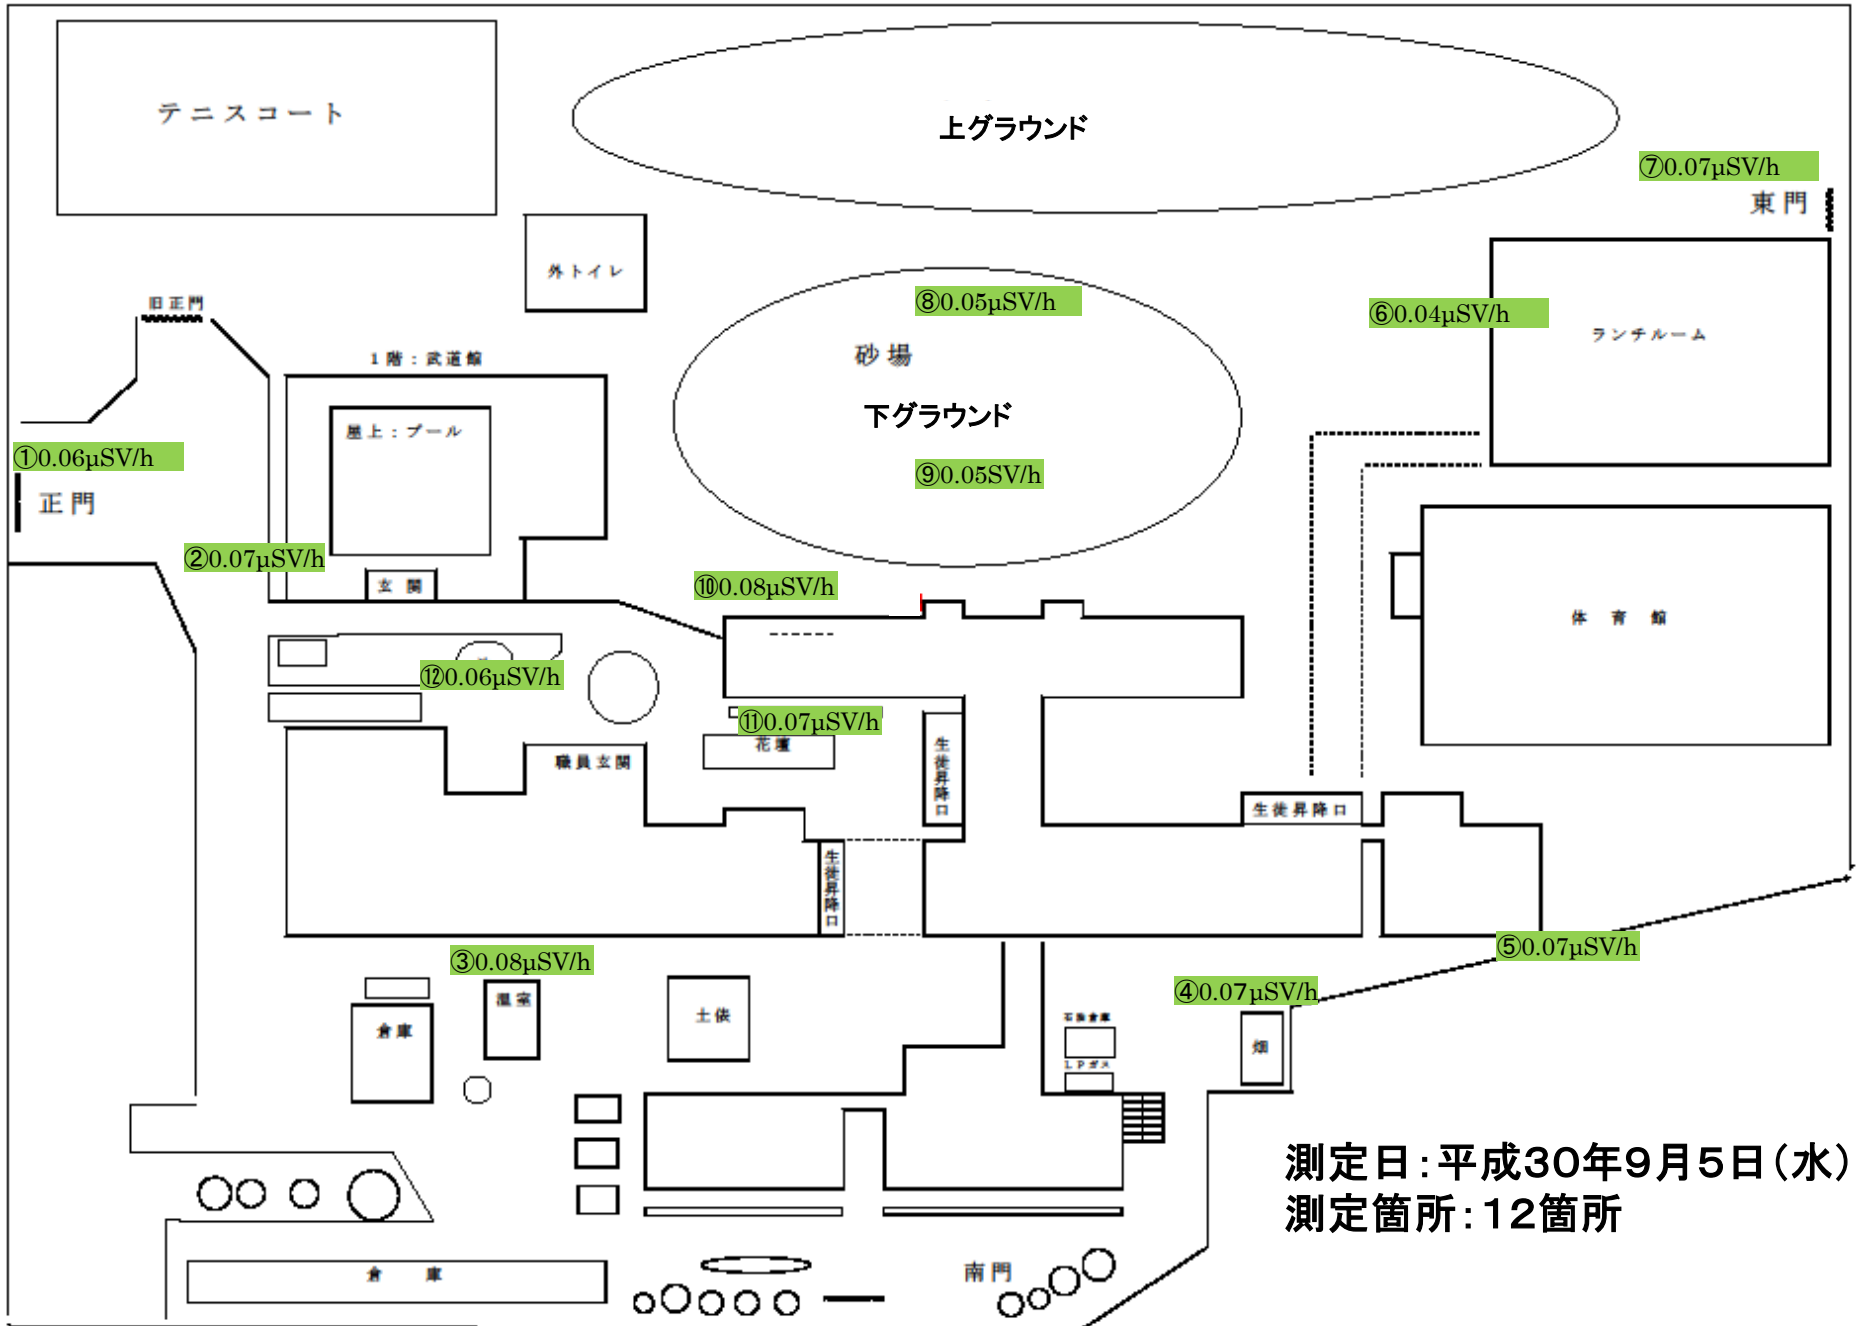 テニスコート
上グラウンド
⑦0.07µSV/h
東門
外トイレ
⑧0.05µSV/h
旧正門
⑥0.04µSV/h
ランチルーム
1階：武道館
砂場
下グラウンド
屋上：プール
①0.06µSV/h
⑨0.05SV/h
正門
②0.07µSV/h
玄関
⑩0.08µSV/h
体育館
⑫0.06µSV/h
⑪0.07µSV/h
花壇
職員玄関
生徒昇降口
生徒昇降口
生徒昇降口
⑤0.07µSV/h
③0.08µSV/h
④0.07µSV/h
温室
土俵
倉庫
石灰倉庫
LPガス
畑
測定日：平成30年9月5日（水）
測定箇所：12箇所
倉庫
南門